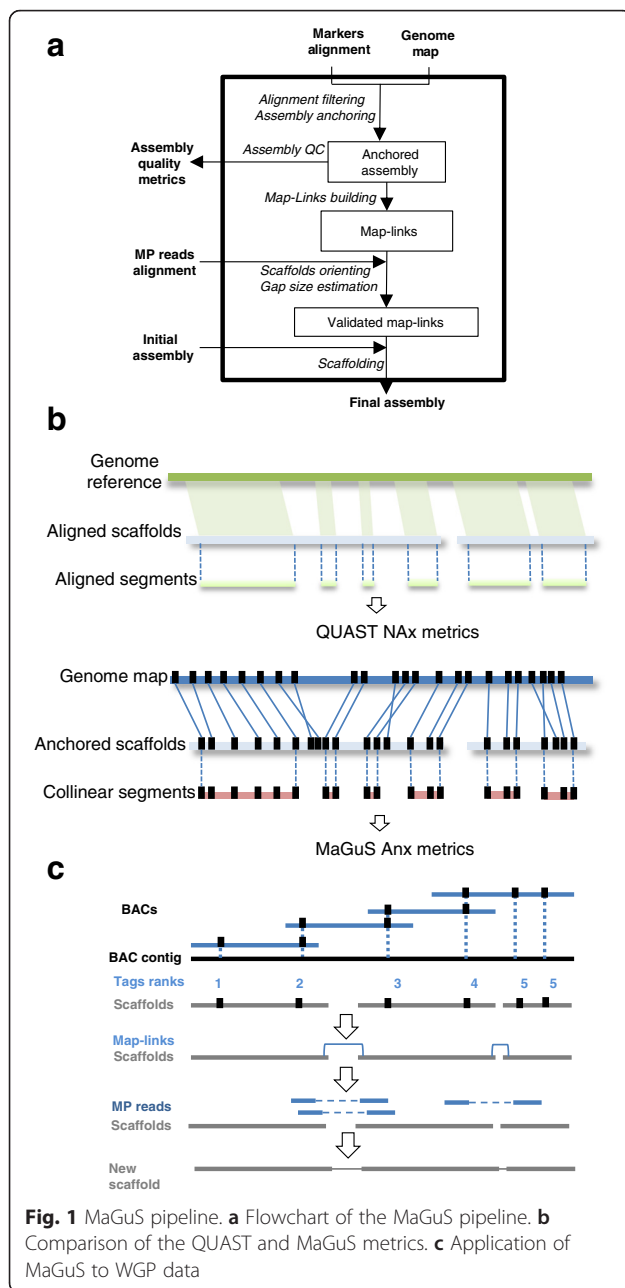 a
Markers alignment
Genome map
Alignment filtering
Assembly anchoring
Assembly quality metrics
Assembly QC
Anchored assembly
Map-Links building
Map-links
MP reads alignment
Scaffolds orienting
Gap size estimation
Validated map-links
Initial assembly
Scaffolding
Final assembly
b
Genome reference
Aligned scaffolds
Aligned segments
QUAST NAx metrics
Genome map
Anchored scaffolds
Collinear segments
MaGuS Anx metrics
c
BACs
BAC contig
Tags ranks 1 2 3 4 5 5
Scaffolds
Map-links
Scaffolds
MP reads
Scaffolds
New scaffold
Fig. 1 MaGuS pipeline. a Flowchart of the MaGuS pipeline. b
Comparison of the QUAST and MaGuS metrics. c Application of
MaGuS to WGP data